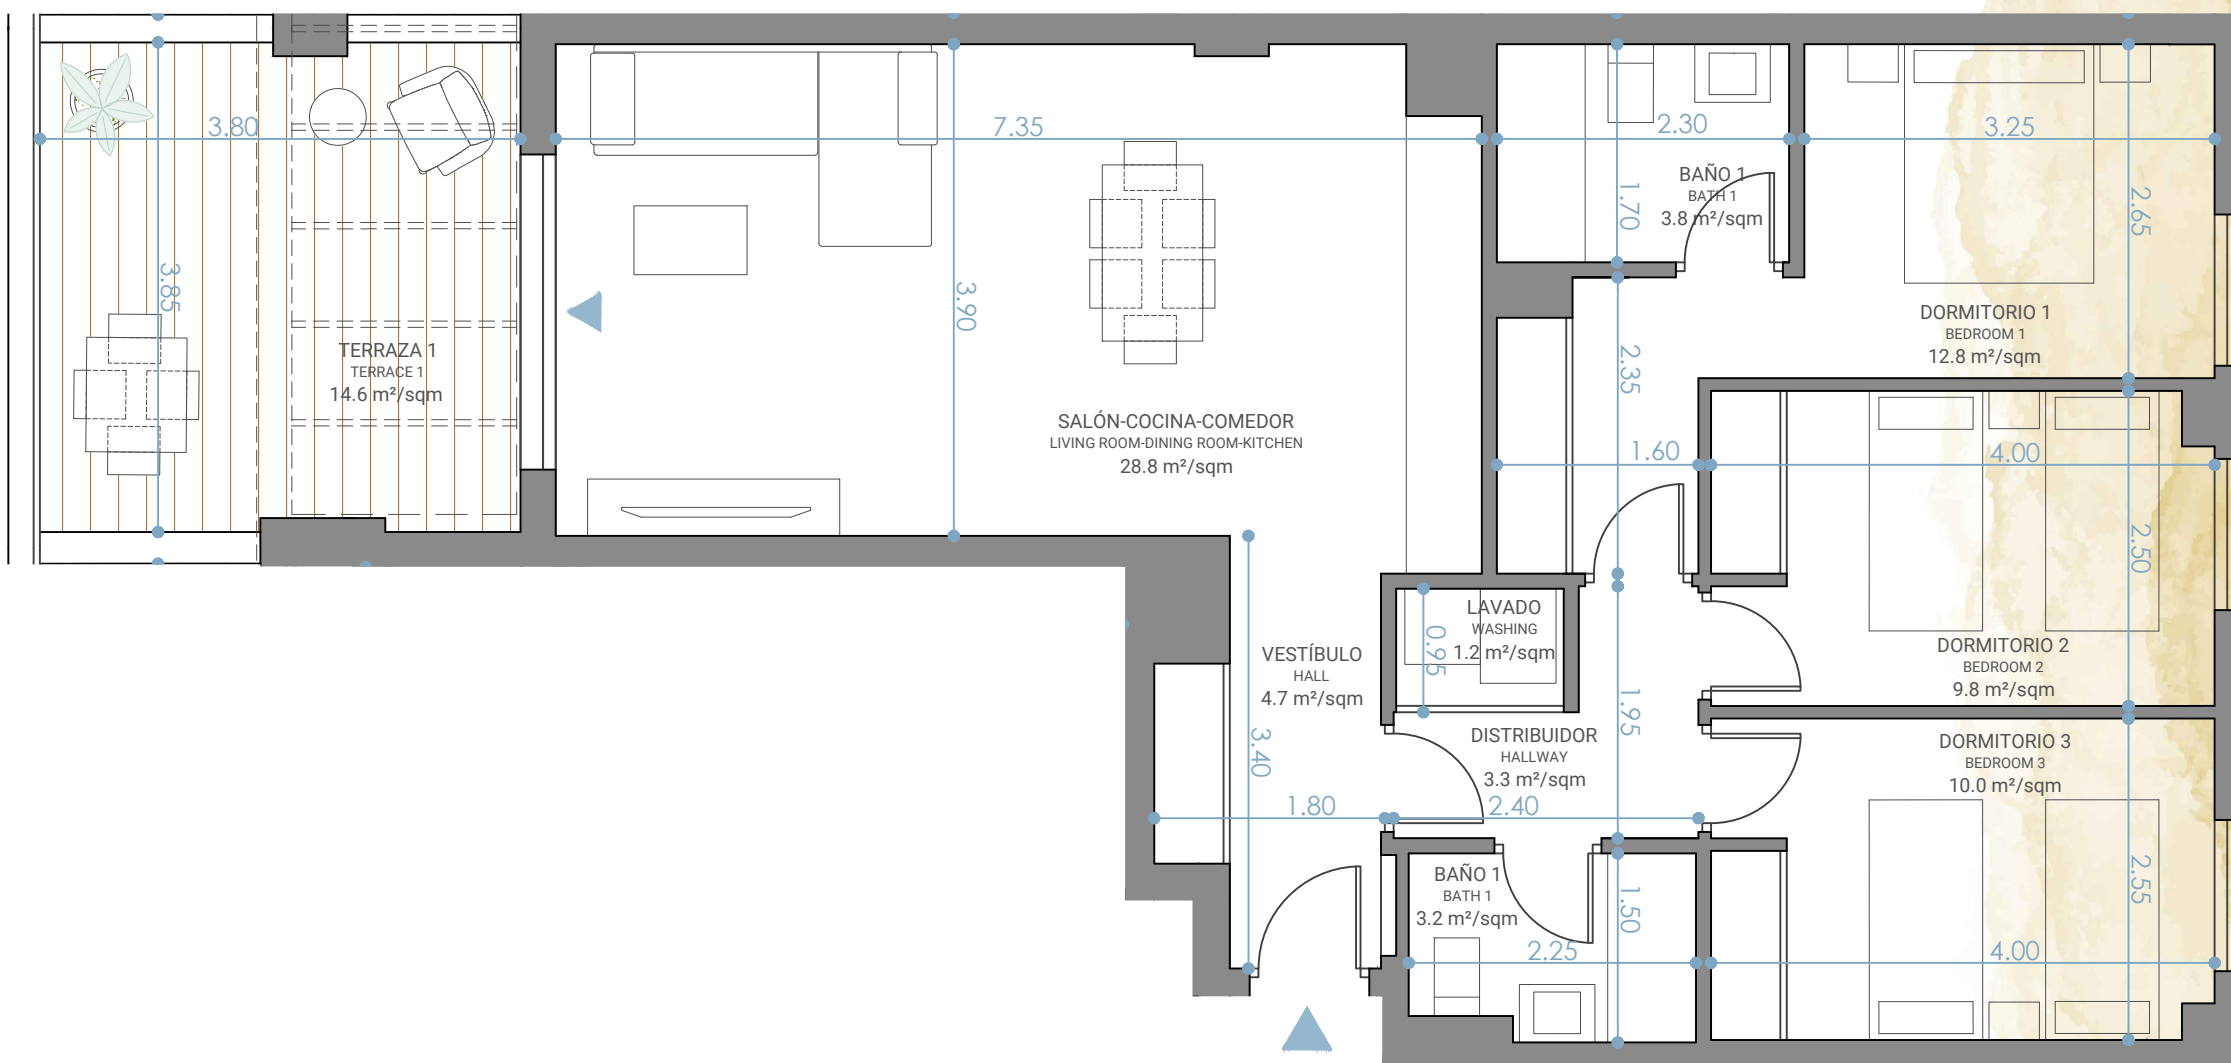 3.80
3.85
TERRAZA 1
TERRACE 1
14.6 m²/sqm
7.35
3.90
SALÓN-COCINA-COMEDOR
LIVING ROOM-DINING ROOM-KITCHEN
28.8 m²/sqm
2.30
BAÑO 1
BATH 1
3.8 m²/sqm
1.70
3.25
2.65
DORMITORIO 1
BEDROOM 1
12.8 m²/sqm
2.35
1.60
4.00
2.50
DORMITORIO 2
BEDROOM 2
9.8 m²/sqm
LAVADO
WASHING
1.2 m²/sqm
0.95
VESTÍBULO
HALL
4.7 m²/sqm
3.40
1.80
DISTRIBUIDOR
HALLWAY
3.3 m²/sqm
2.40
1.95
DORMITORIO 3
BEDROOM 3
10.0 m²/sqm
2.55
4.00
BAÑO 1
BATH 1
3.2 m²/sqm
1.50
2.25